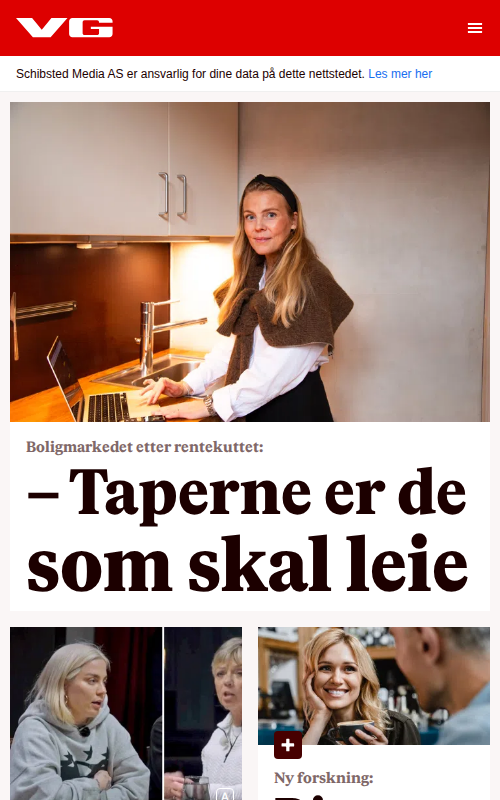 VG
Schibsted Media AS er ansvarlig for dine data på dette nettstedet. Les mer her
Boligmarkedet etter rentekuttet:
– Taperne er de
som skal leie
A
+
Ny forskning: